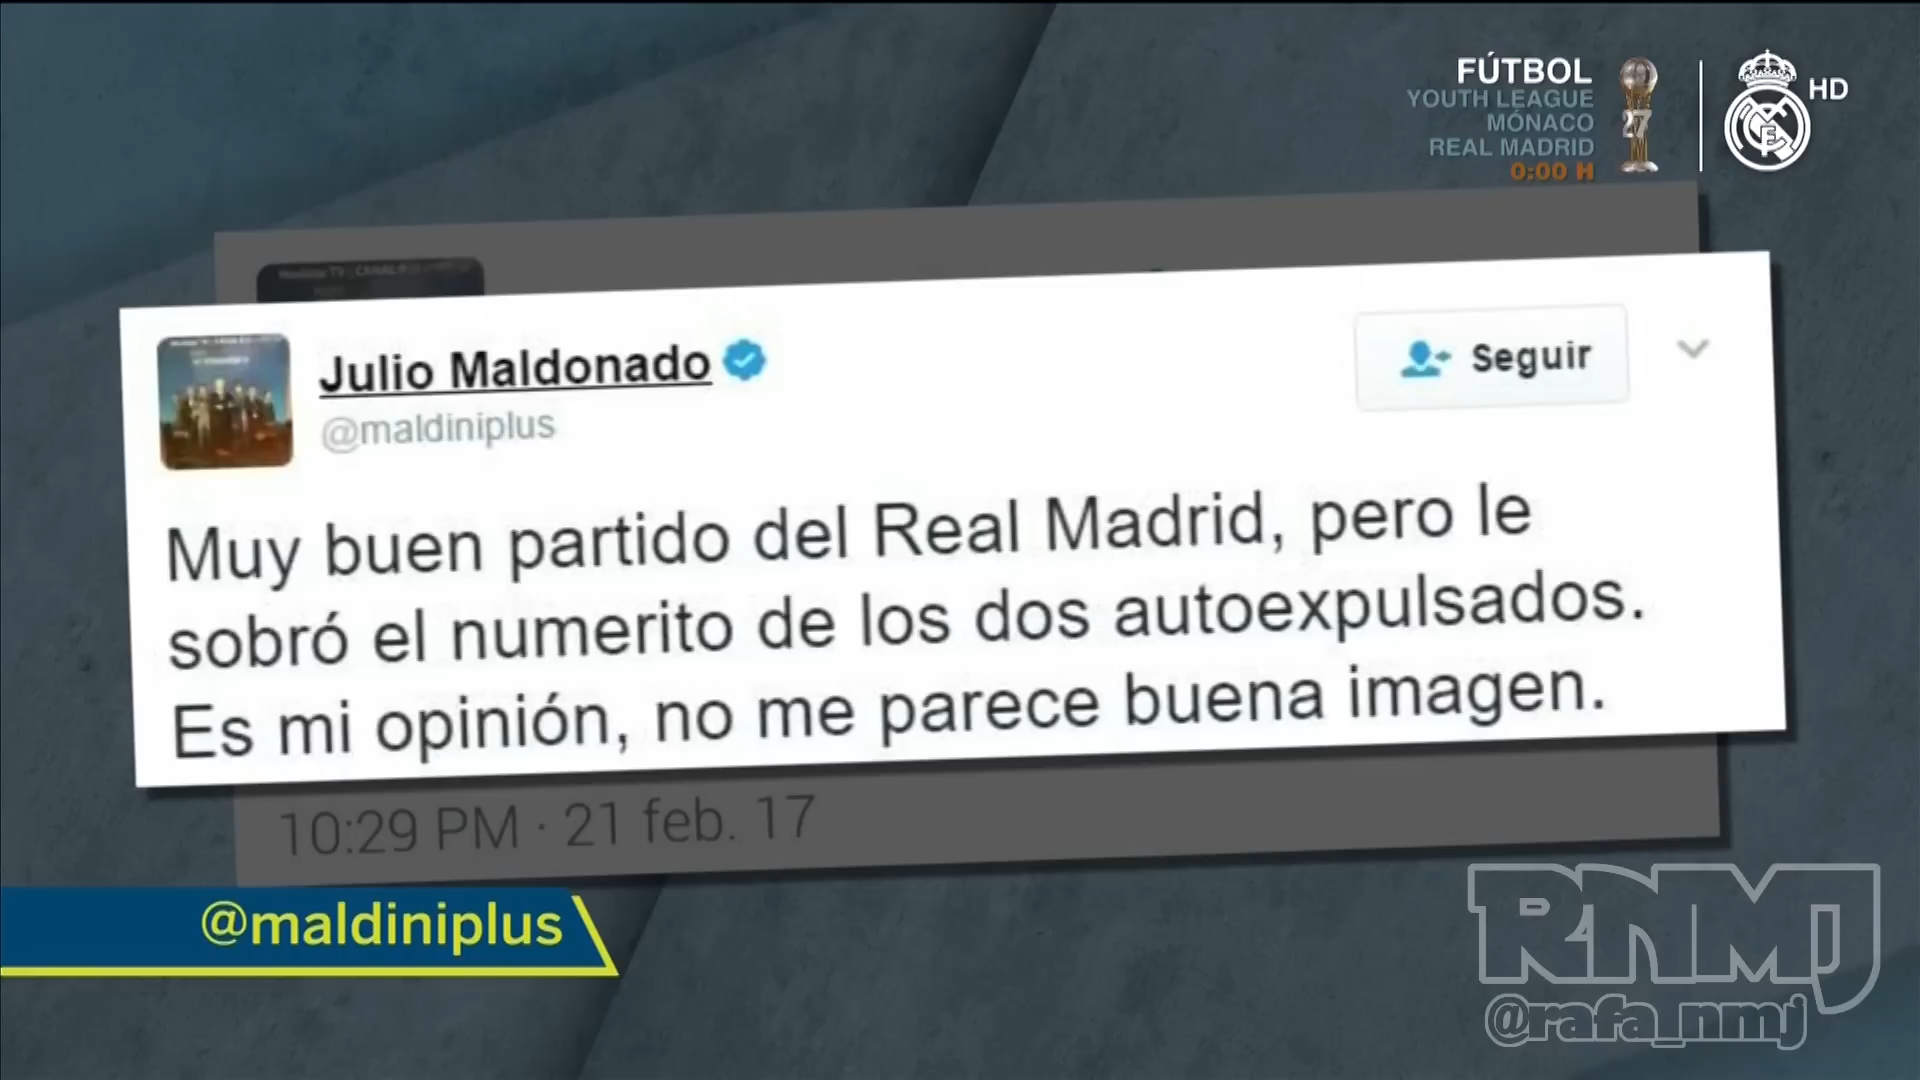 FÚTBOL
YOUTH LEAGUE
MÓNACO
REAL MADRID
0:00 H
27
HD
Julio Maldonado
@maldiniplus
Seguir
Muy buen partido del Real Madrid, pero le
sobró el numerito de los dos autoexpulsados.
Es mi opinión, no me parece buena imagen.
10:29 PM · 21 feb. 17
@maldiniplus
RNMJ
@rafa_nmj